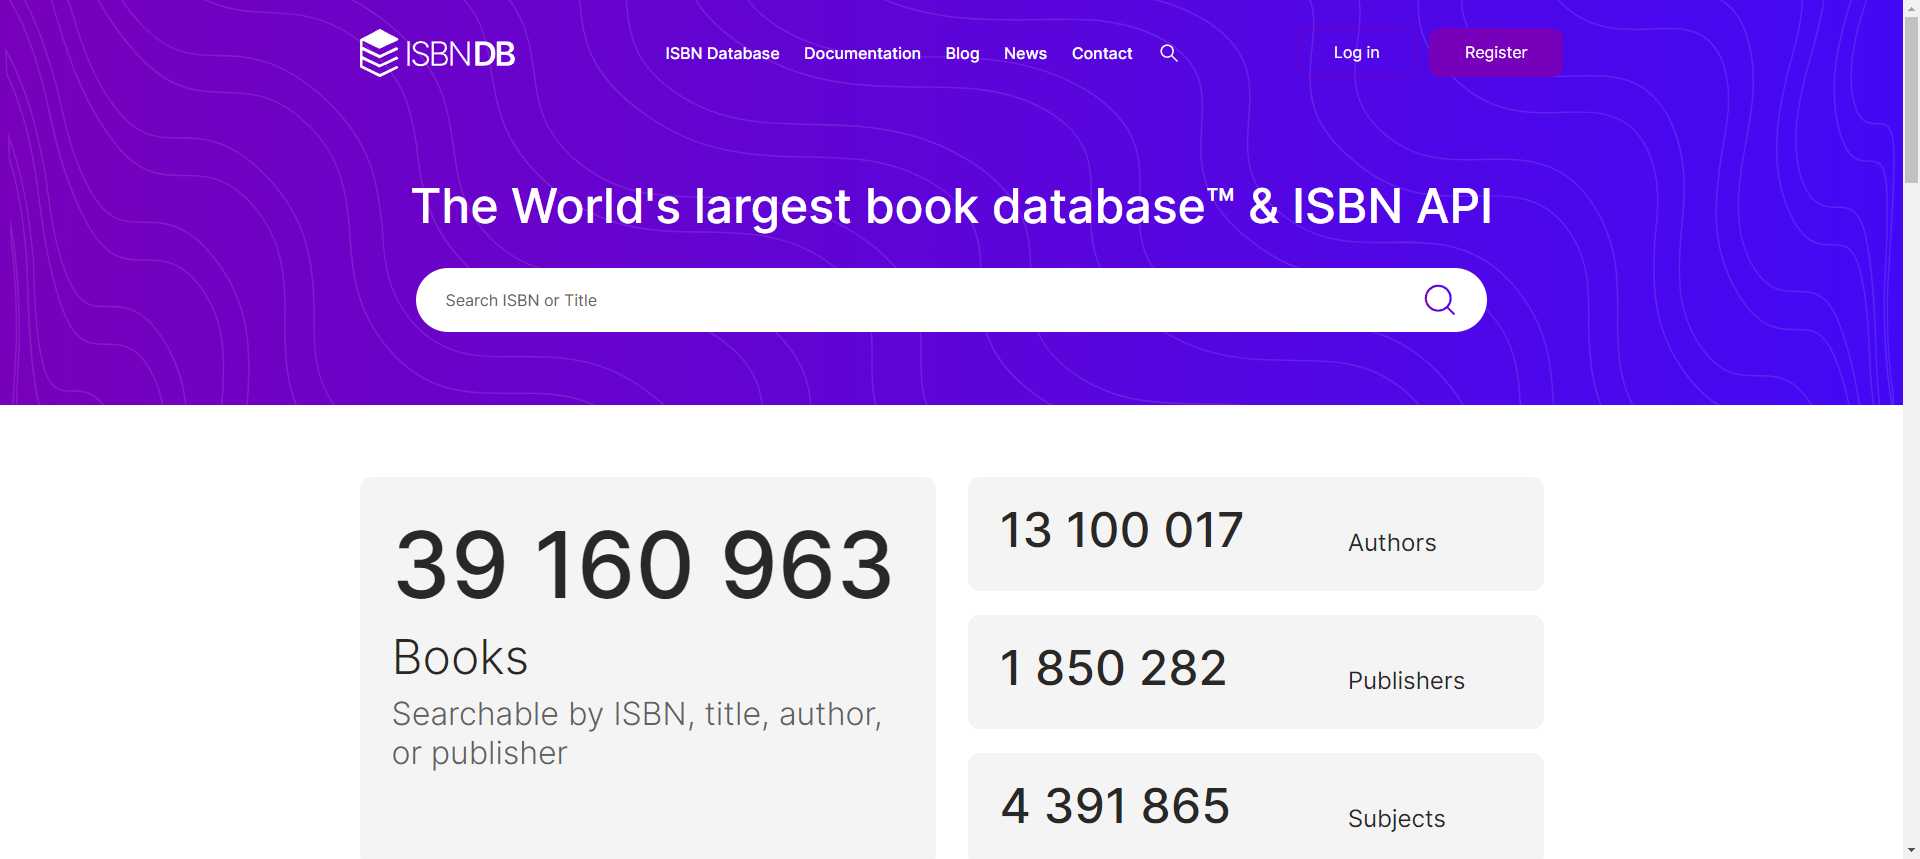 ISBNDB
ISBN Database Documentation Blog News Contact
Log in
Register
The World's largest book database™ & ISBN API
Search ISBN or Title
39 160 963
Books
Searchable by ISBN, title, author,
or publisher
13 100 017 Authors
1 850 282 Publishers
4 391 865 Subjects